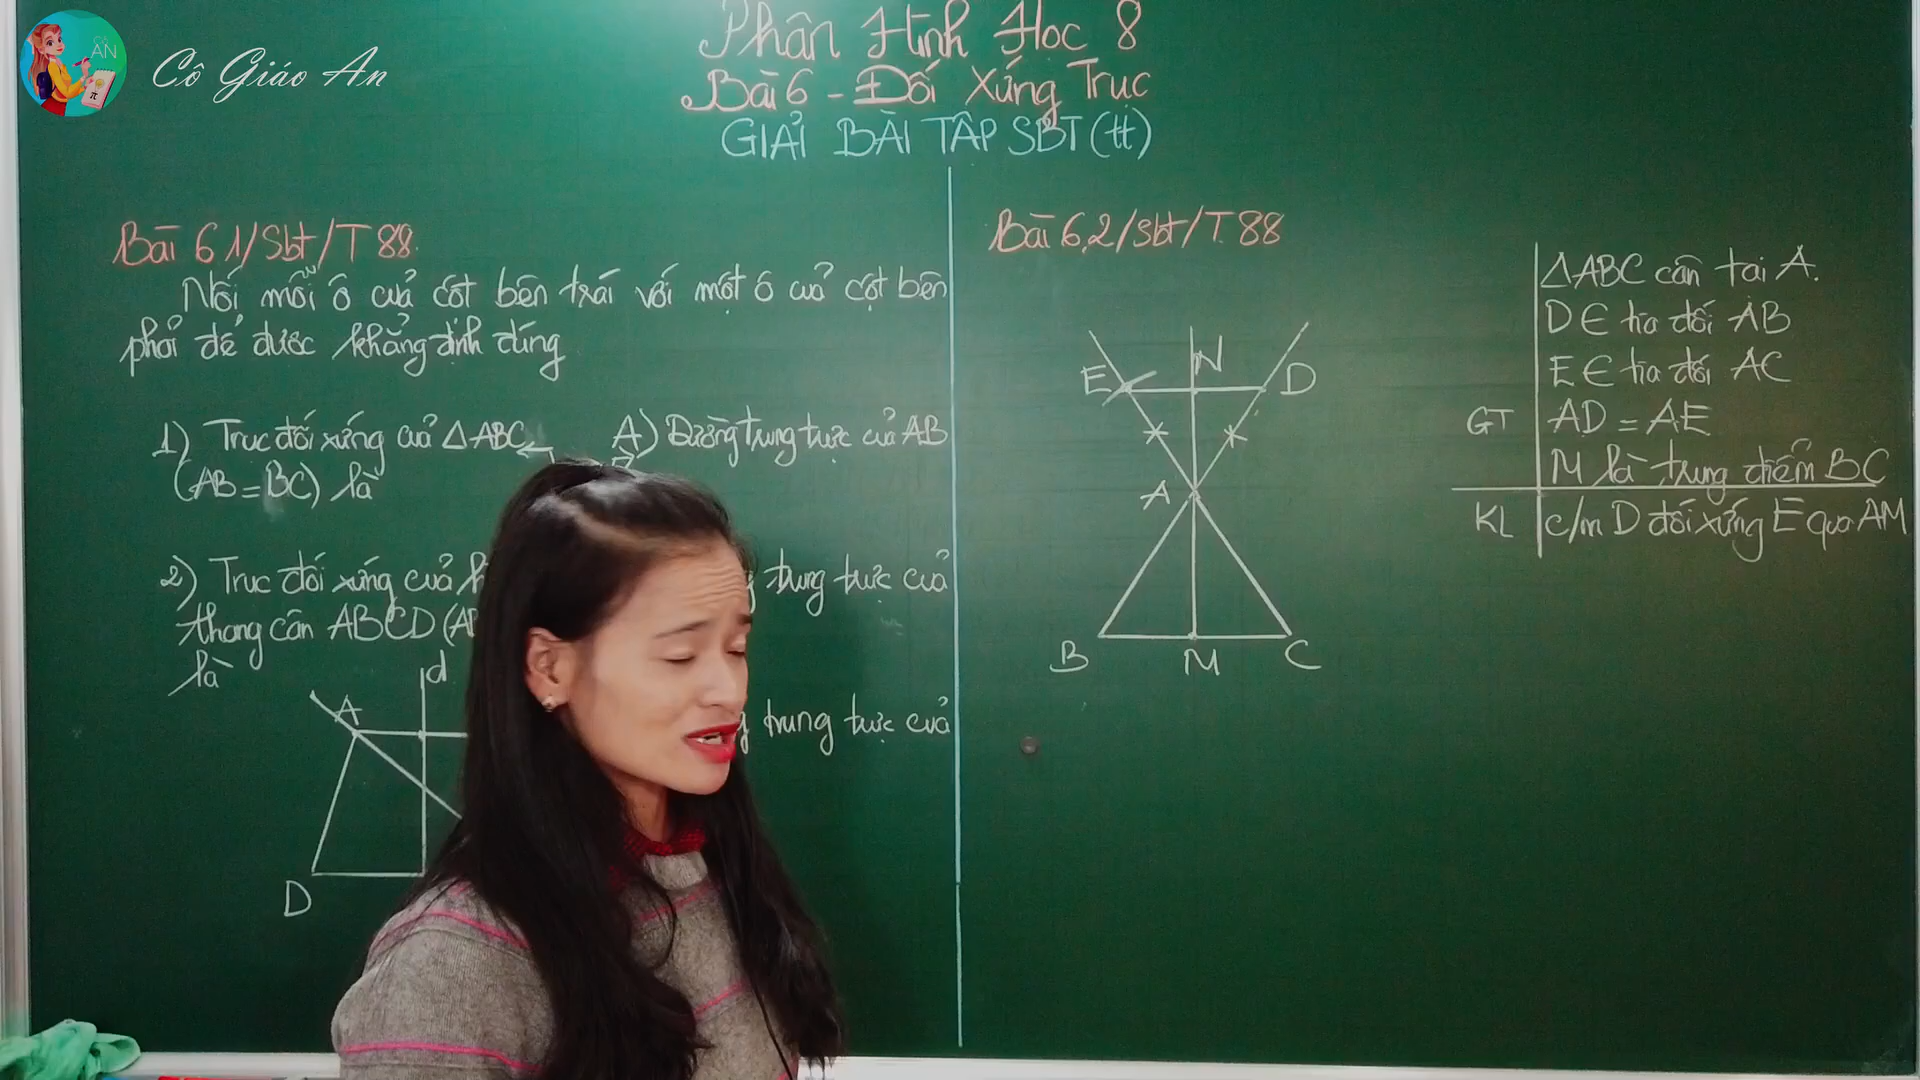 Cô Giáo An
AN
π
Phần Hình Học 8
Bài 6 - Đối Xứng Trục
GIẢI BÀI TẬP SBT (tt)
Bài 6.1/Sbt/T 88
Nối mỗi ô của cột bên trái với một ô của cột bên
phải để được khẳng định đúng
1) Trục đối xứng của ΔABC
(AB = BC) là
A) Đường trung trực của AB
2) Trục đối xứng của h
thang cân ABCD (A
là
g trung trực của
g trung trực của
d
A
D
Bài 6.2/sbt/T.88
E
N
D
A
B
M
C
ΔABC cân tại A.
D ∈ tia đối AB
E ∈ tia đối AC
GT
AD = AE
M là trung điểm BC
KL
c/m D đối xứng E qua AM